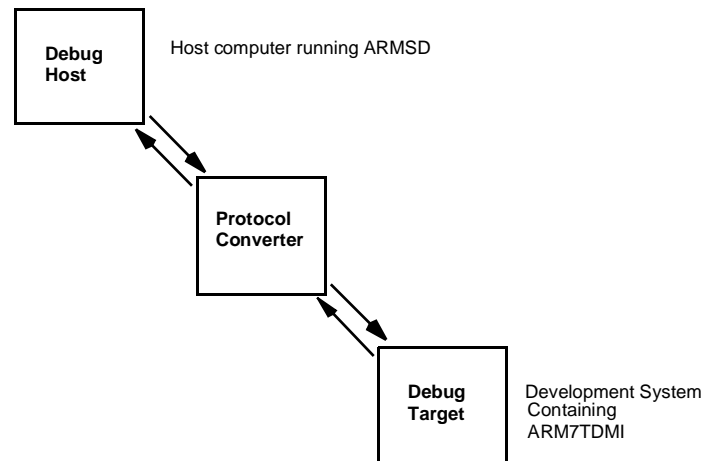 Debug
Host
Host computer running ARMSD
Protocol
Converter
Debug
Target
Development System
Containing
ARM7TDMI